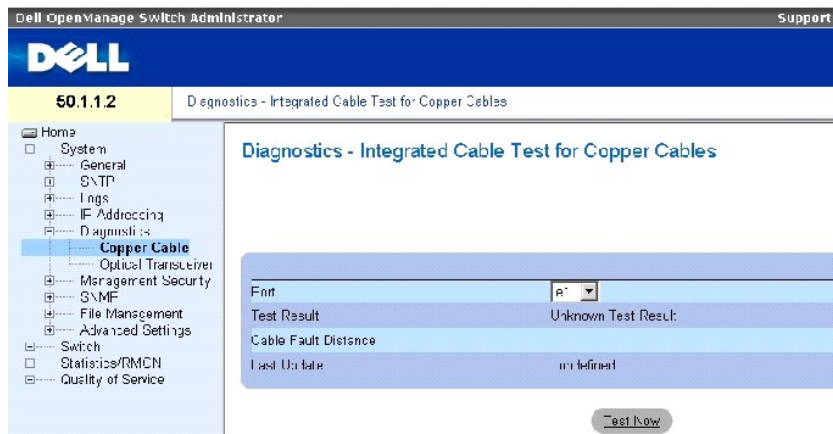 Dell OpenManage Switch Administrator Support
DELL
50.1.1.2 Diagnostics - Integrated Cable Test for Copper Cables
Home
System
General
SNTP
Logs
IP Addressing
Diagnostics
Copper Cable
Optical Transceiver
Management Security
SNMP
File Management
Advanced Settings
Switch
Statistics/RMON
Quality of Service
Diagnostics - Integrated Cable Test for Copper Cables
Port
Test Result Unknown Test Result
Cable Fault Distance
Last Update undefined
Test Now